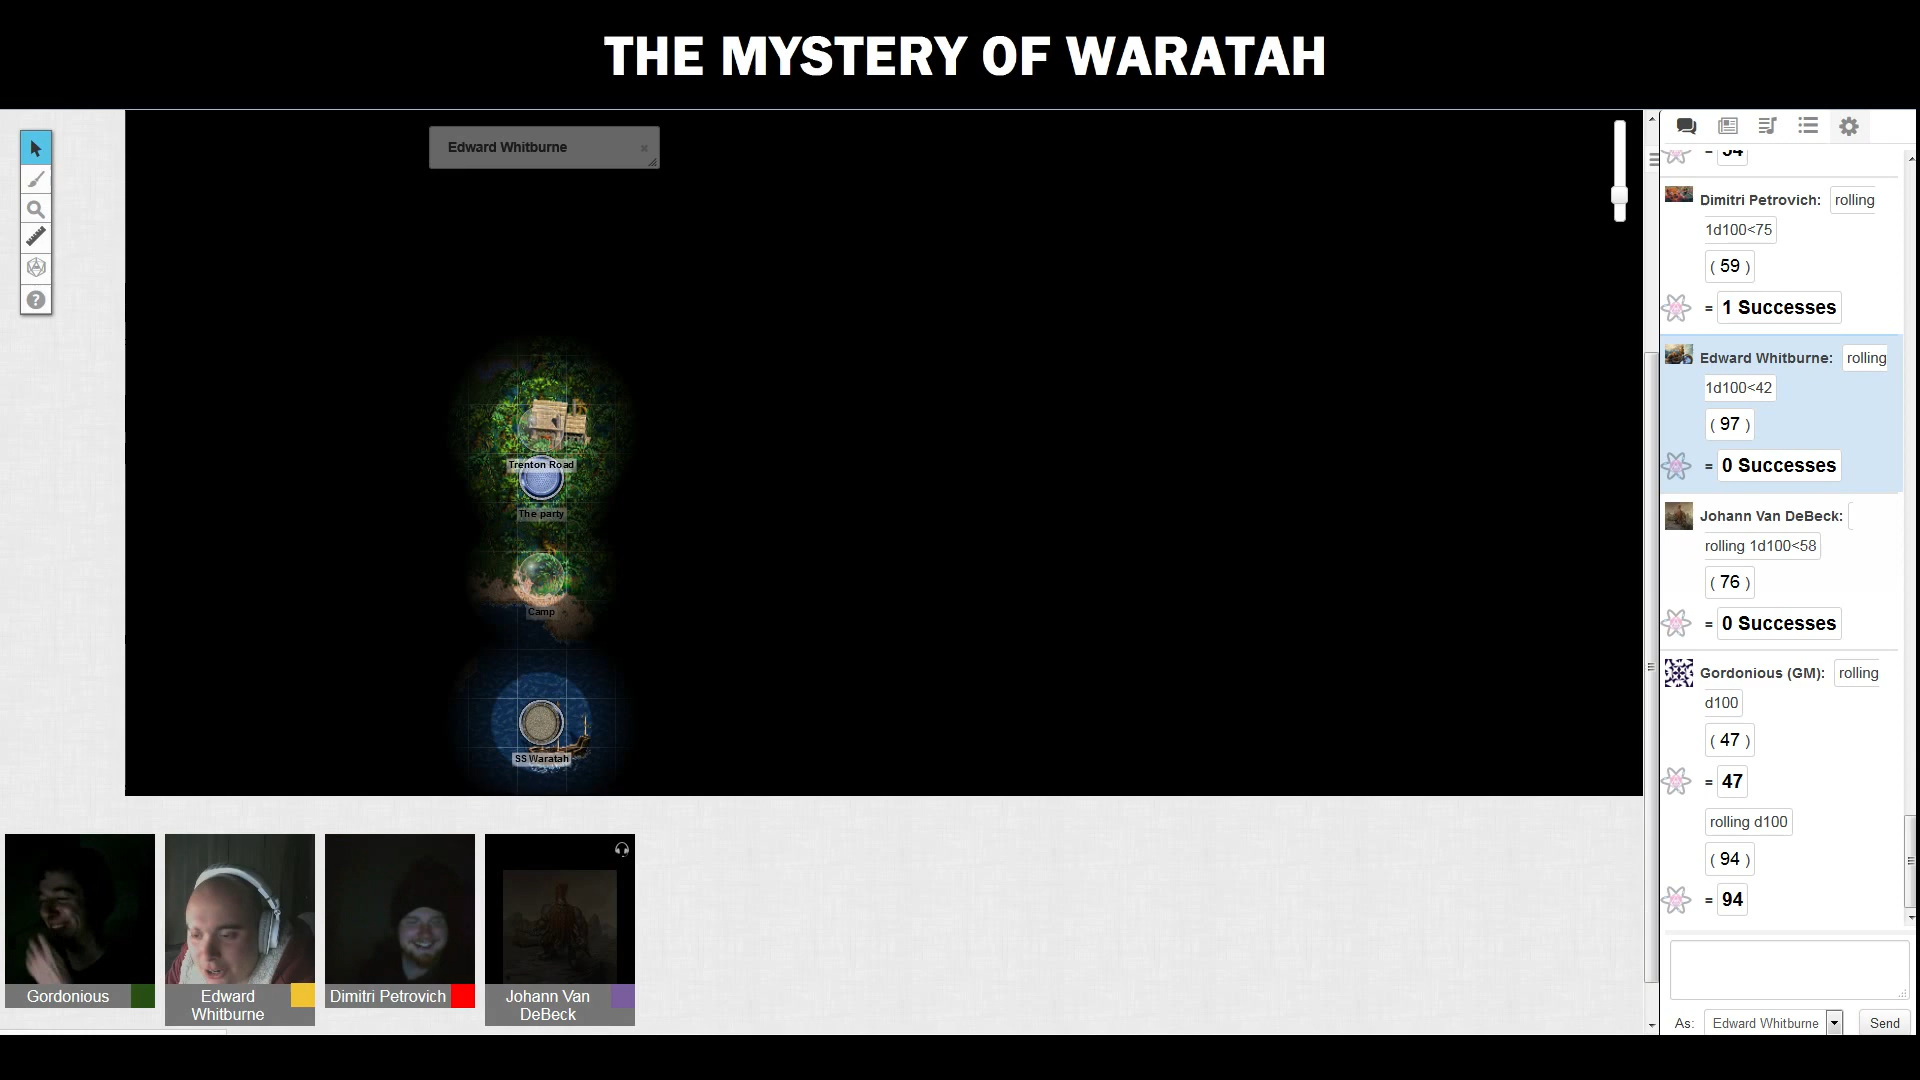 THE MYSTERY OF WARATAH
Edward Whitburne
Trenton Road
The party
Camp
SS Waratah
Gordonious
Edward
Whitburne
Dimitri Petrovich
Johann Van
DeBeck
= 54
Dimitri Petrovich: rolling
1d100<75
( 59 )
= 1 Successes
Edward Whitburne: rolling
1d100<42
( 97 )
= 0 Successes
Johann Van DeBeck:
rolling 1d100<58
( 76 )
= 0 Successes
Gordonious (GM): rolling
d100
( 47 )
= 47
rolling d100
( 94 )
= 94
As: Edward Whitburne Send